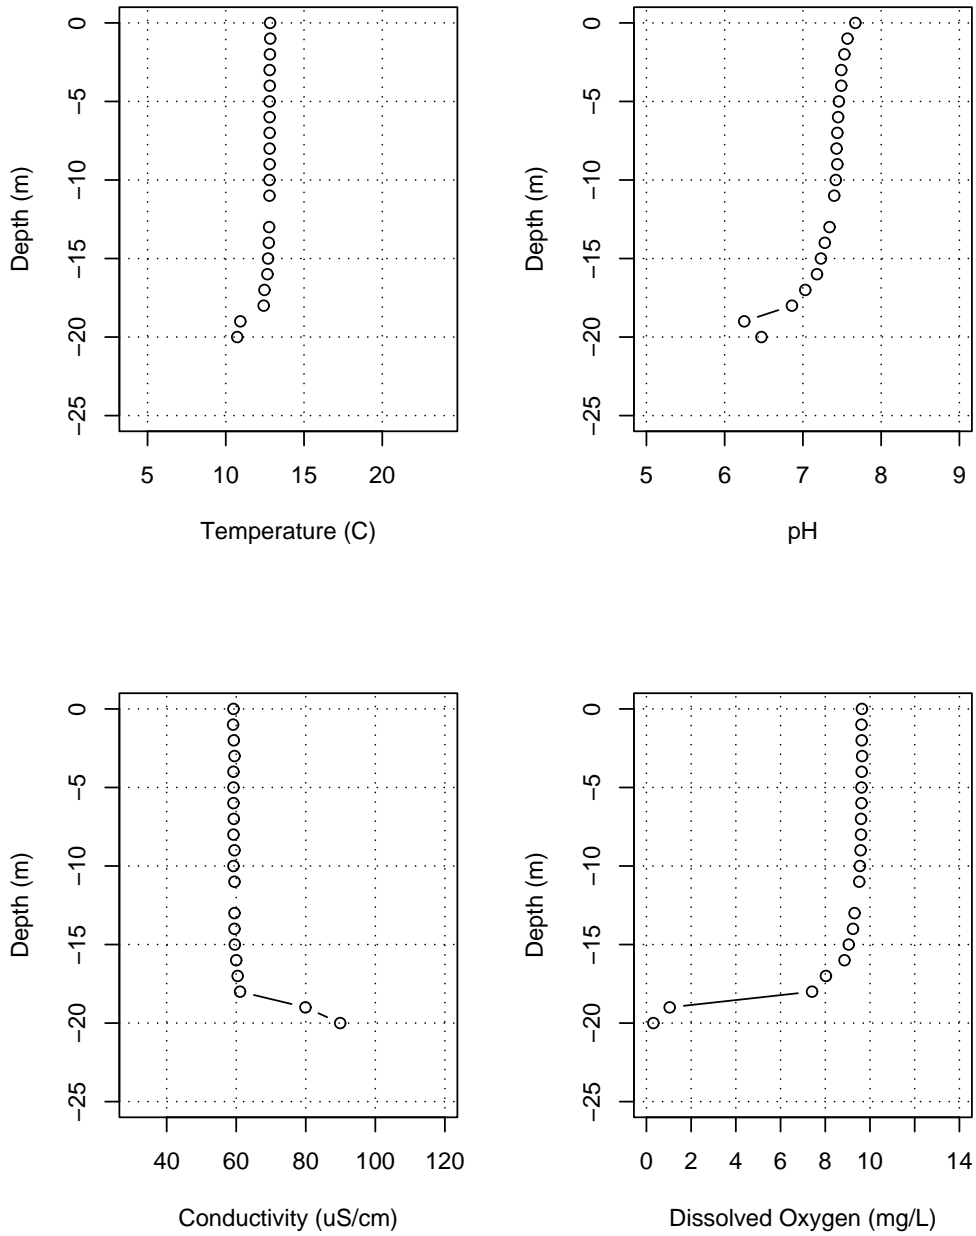 0
−5
−10
−15
−20
−25
Depth (m)
5 10 15 20
Temperature (C)
0
−5
−10
−15
−20
−25
Depth (m)
5 6 7 8 9
pH
0
−5
−10
−15
−20
−25
Depth (m)
40 60 80 100 120
Conductivity (uS/cm)
0
−5
−10
−15
−20
−25
Depth (m)
0 2 4 6 8 10 14
Dissolved Oxygen (mg/L)